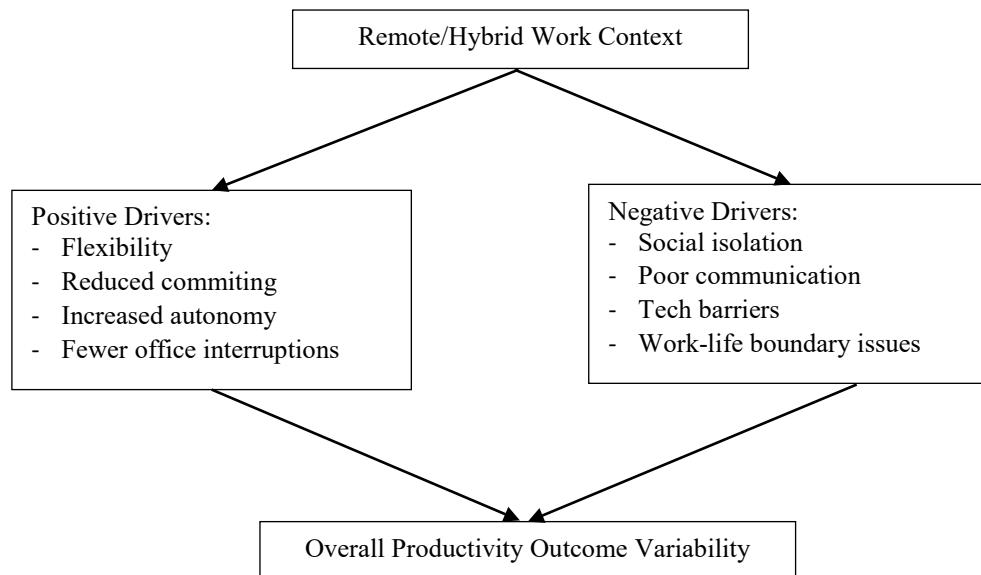 Remote/Hybrid Work Context
Positive Drivers:
- Flexibility
- Reduced commiting
- Increased autonomy
- Fewer office interruptions
Negative Drivers:
- Social isolation
- Poor communication
- Tech barriers
- Work-life boundary issues
Overall Productivity Outcome Variability